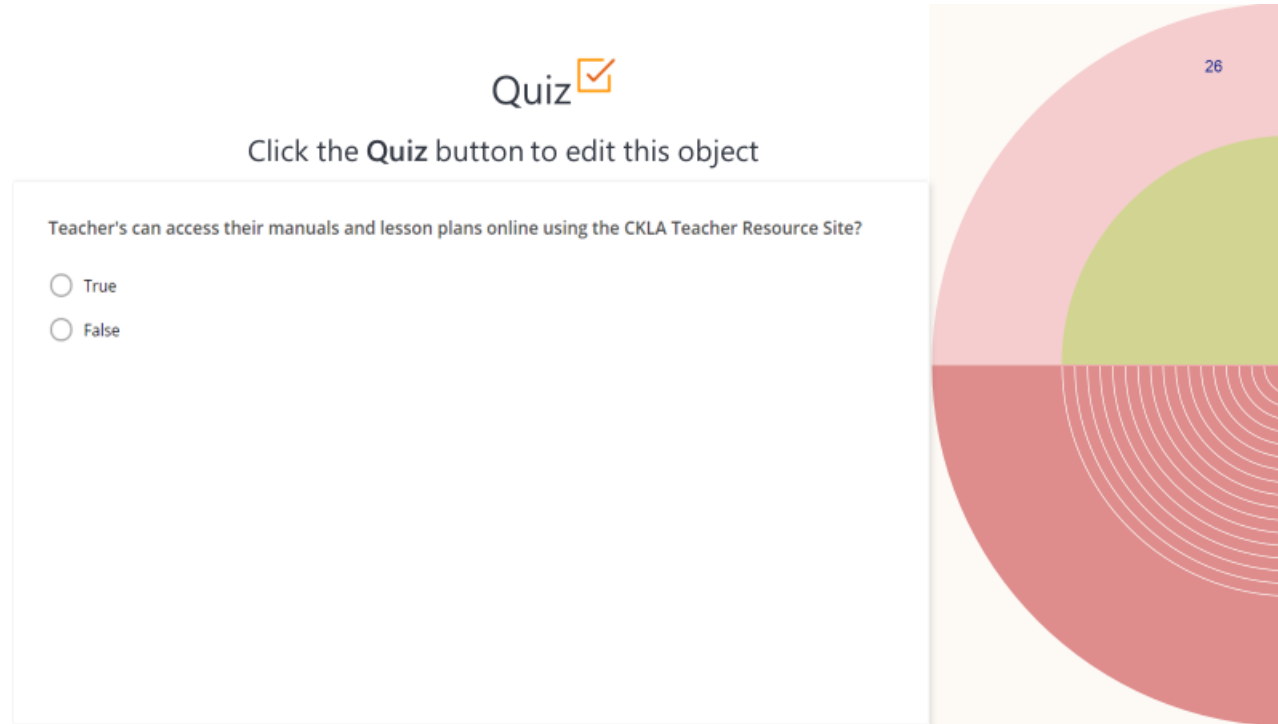 Quiz
26
Click the Quiz button to edit this object
Teacher's can access their manuals and lesson plans online using the CKLA Teacher Resource Site?
True
False